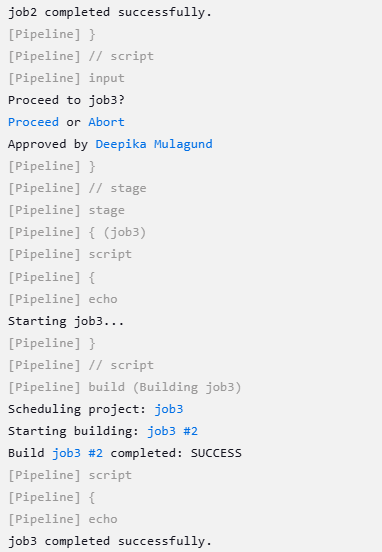 job2 completed successfully.
[Pipeline] }
[Pipeline] // script
[Pipeline] input
Proceed to job3?
Proceed or Abort
Approved by Deepika Mulagund
[Pipeline] }
[Pipeline] // stage
[Pipeline] stage
[Pipeline] { (job3)
[Pipeline] script
[Pipeline] {
[Pipeline] echo
Starting job3...
[Pipeline] }
[Pipeline] // script
[Pipeline] build (Building job3)
Scheduling project: job3
Starting building: job3 #2
Build job3 #2 completed: SUCCESS
[Pipeline] script
[Pipeline] {
[Pipeline] echo
job3 completed successfully.